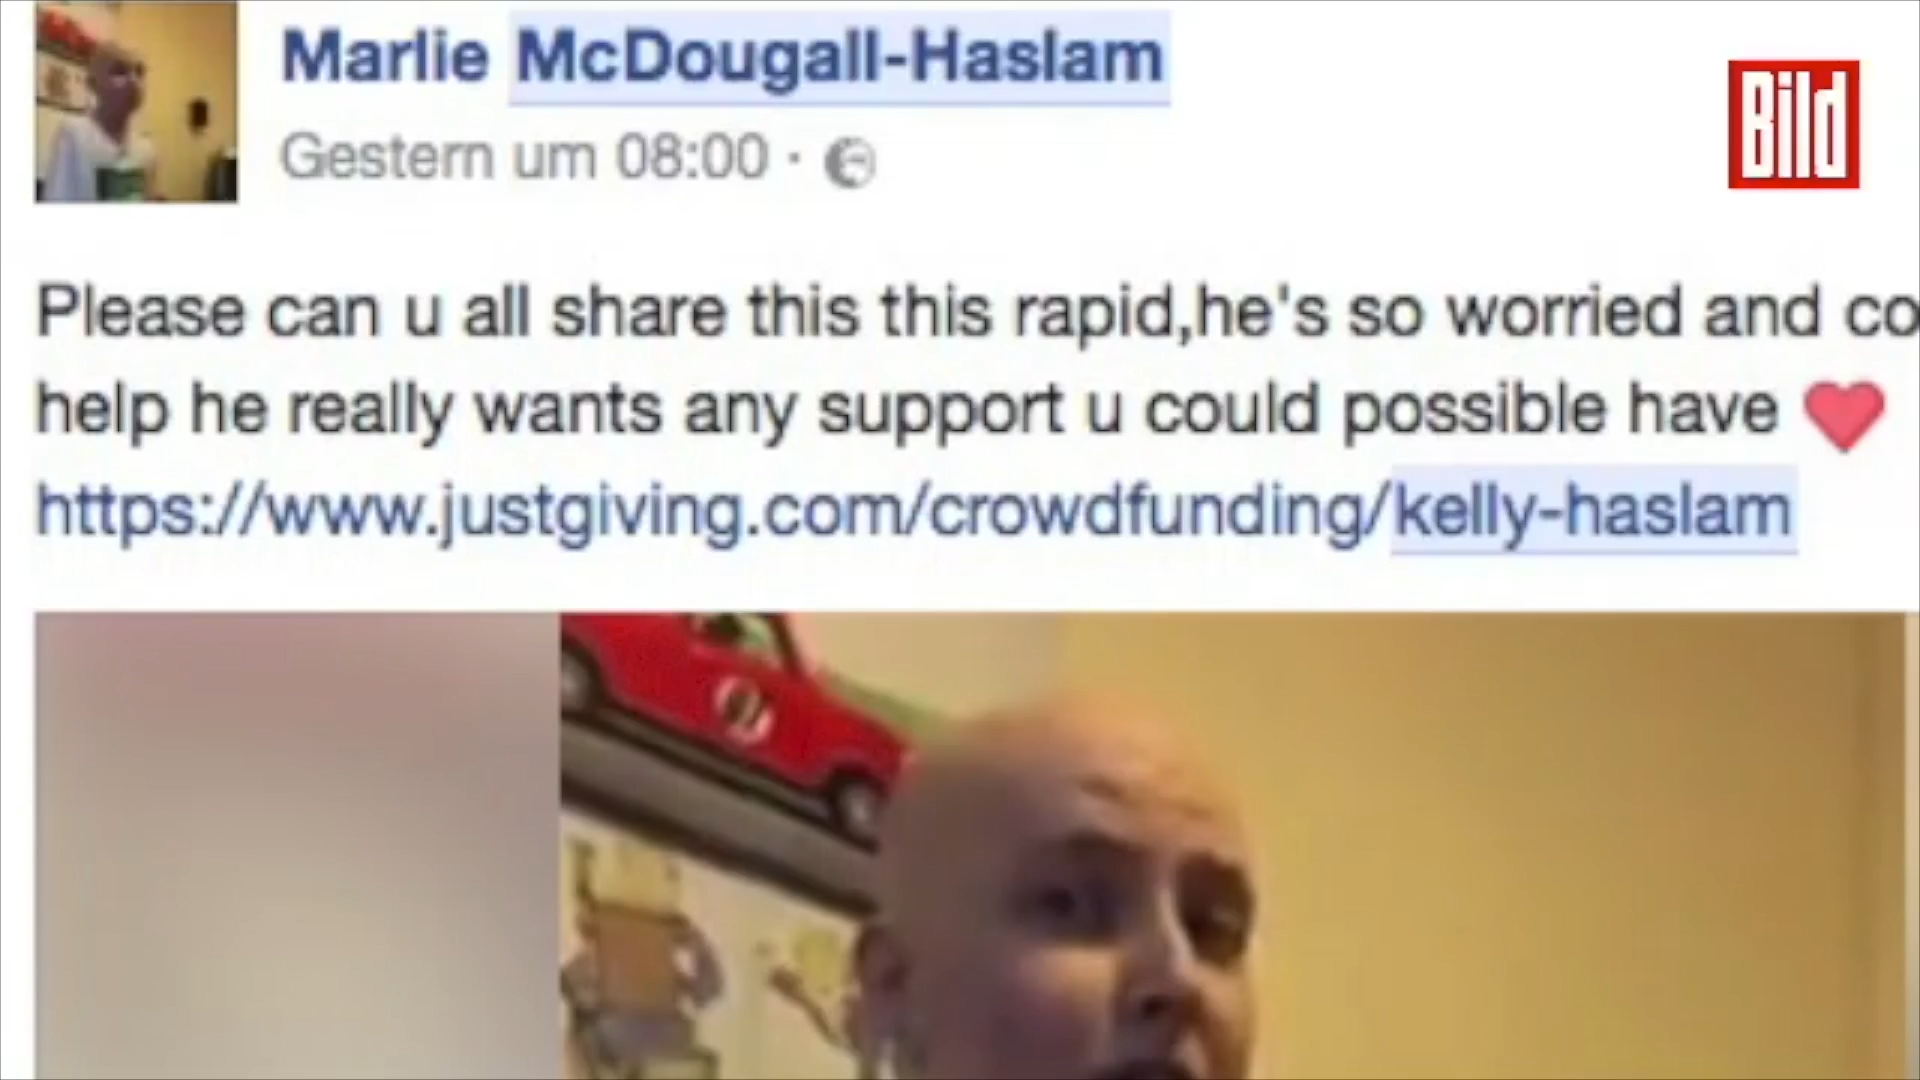 Marlie McDougall-Haslam
Bild
Gestern um 08:00 ·
Please can u all share this this rapid,he's so worried and co
help he really wants any support u could possible have ❤
https://www.justgiving.com/crowdfunding/kelly-haslam